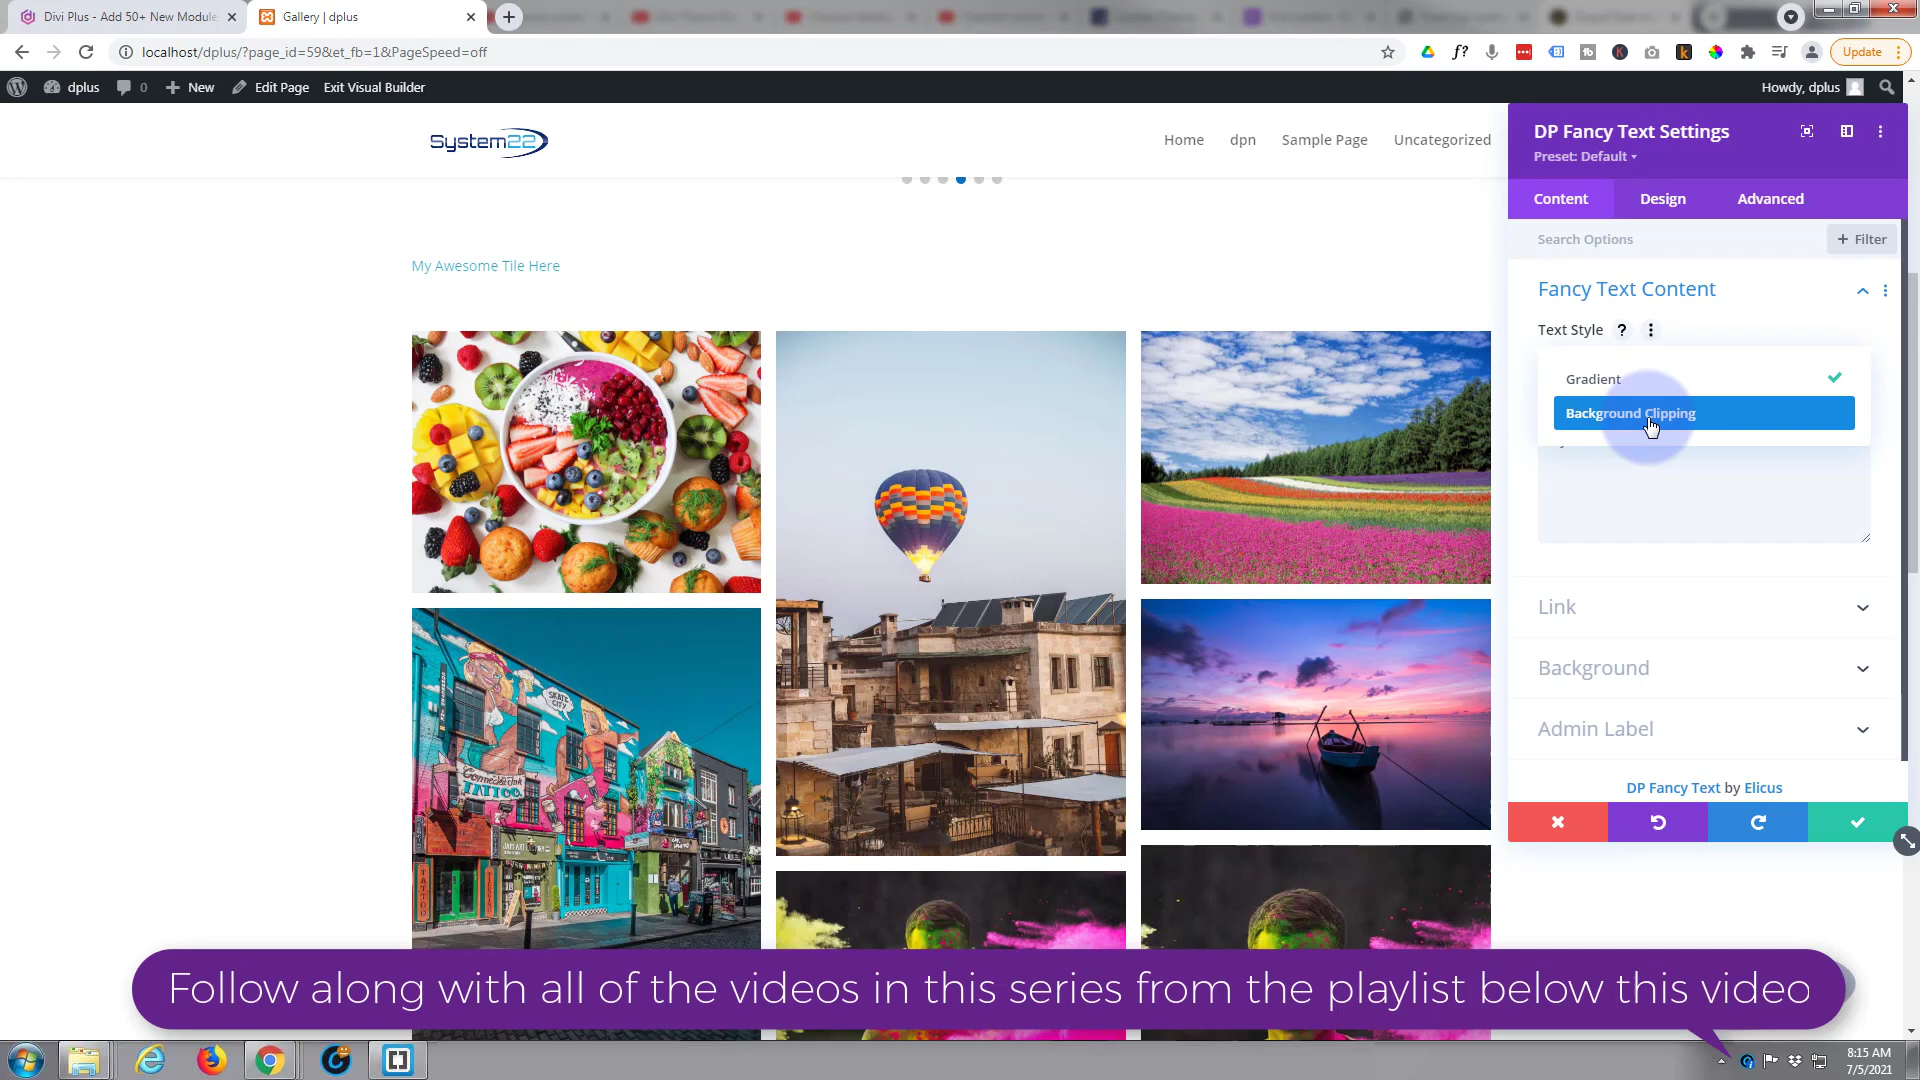 Divi Plus - Add 50+ New Module
Gallery | dplus
localhost/dplus/?page_id=59&et_fb=1&PageSpeed=off
Update
dplus
0
New
Edit Page
Exit Visual Builder
Howdy, dplus
System22
Home
dpn
Sample Page
Uncategorized
My Awesome Tile Here
DP Fancy Text Settings
Preset: Default
Content
Design
Advanced
Search Options
+ Filter
Fancy Text Content
Text Style
Gradient
Background Clipping
Link
Background
Admin Label
DP Fancy Text by Elicus
SKATE CITY
TATTOO
Follow along with all of the videos in this series from the playlist below this video
8:15 AM
7/5/2021